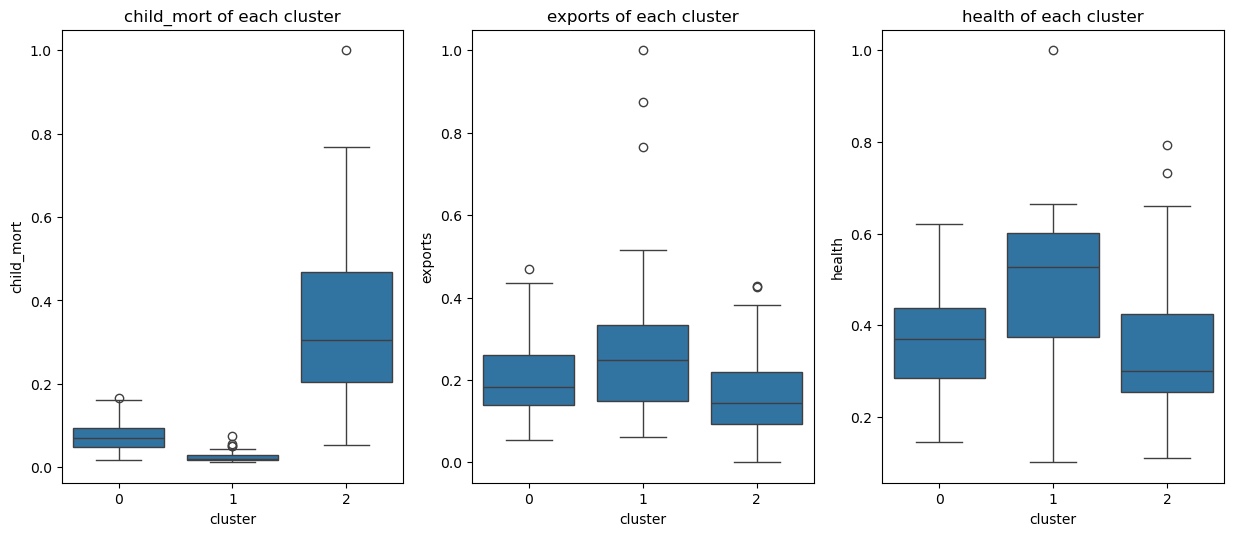 child_mort of each cluster
child_mort
1.0
0.8
0.6
0.4
0.2
0.0
0 1 2
cluster
exports of each cluster
exports
1.0
0.8
0.6
0.4
0.2
0.0
0 1 2
cluster
health of each cluster
health
1.0
0.8
0.6
0.4
0.2
0 1 2
cluster